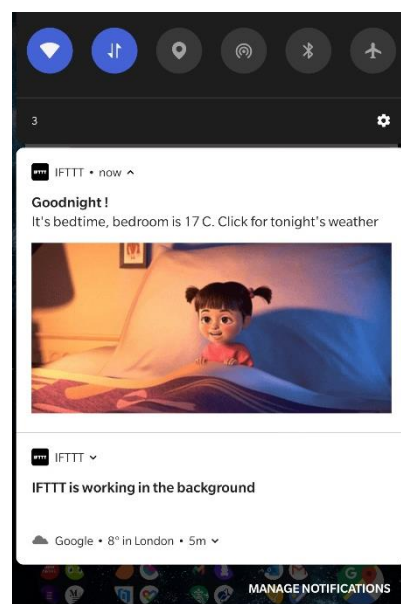 3
IFTTT • now
Goodnight !
It's bedtime, bedroom is 17 C. Click for tonight's weather
IFTTT
IFTTT is working in the background
Google • 8° in London • 5m
MANAGE NOTIFICATIONS